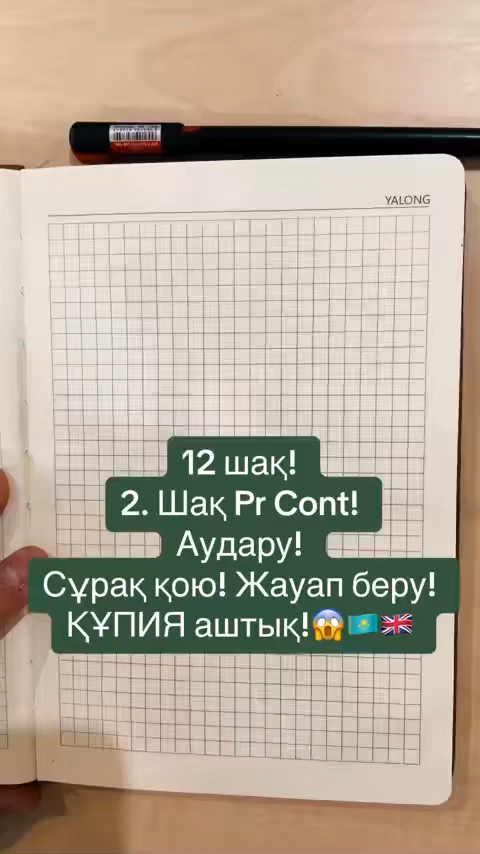 YALONG
12 шақ!
2. Шақ Pr Cont!
Аудару!
Сұрақ қою! Жауап беру!
ҚҰПИЯ аштық!😱🇰🇿🇬🇧